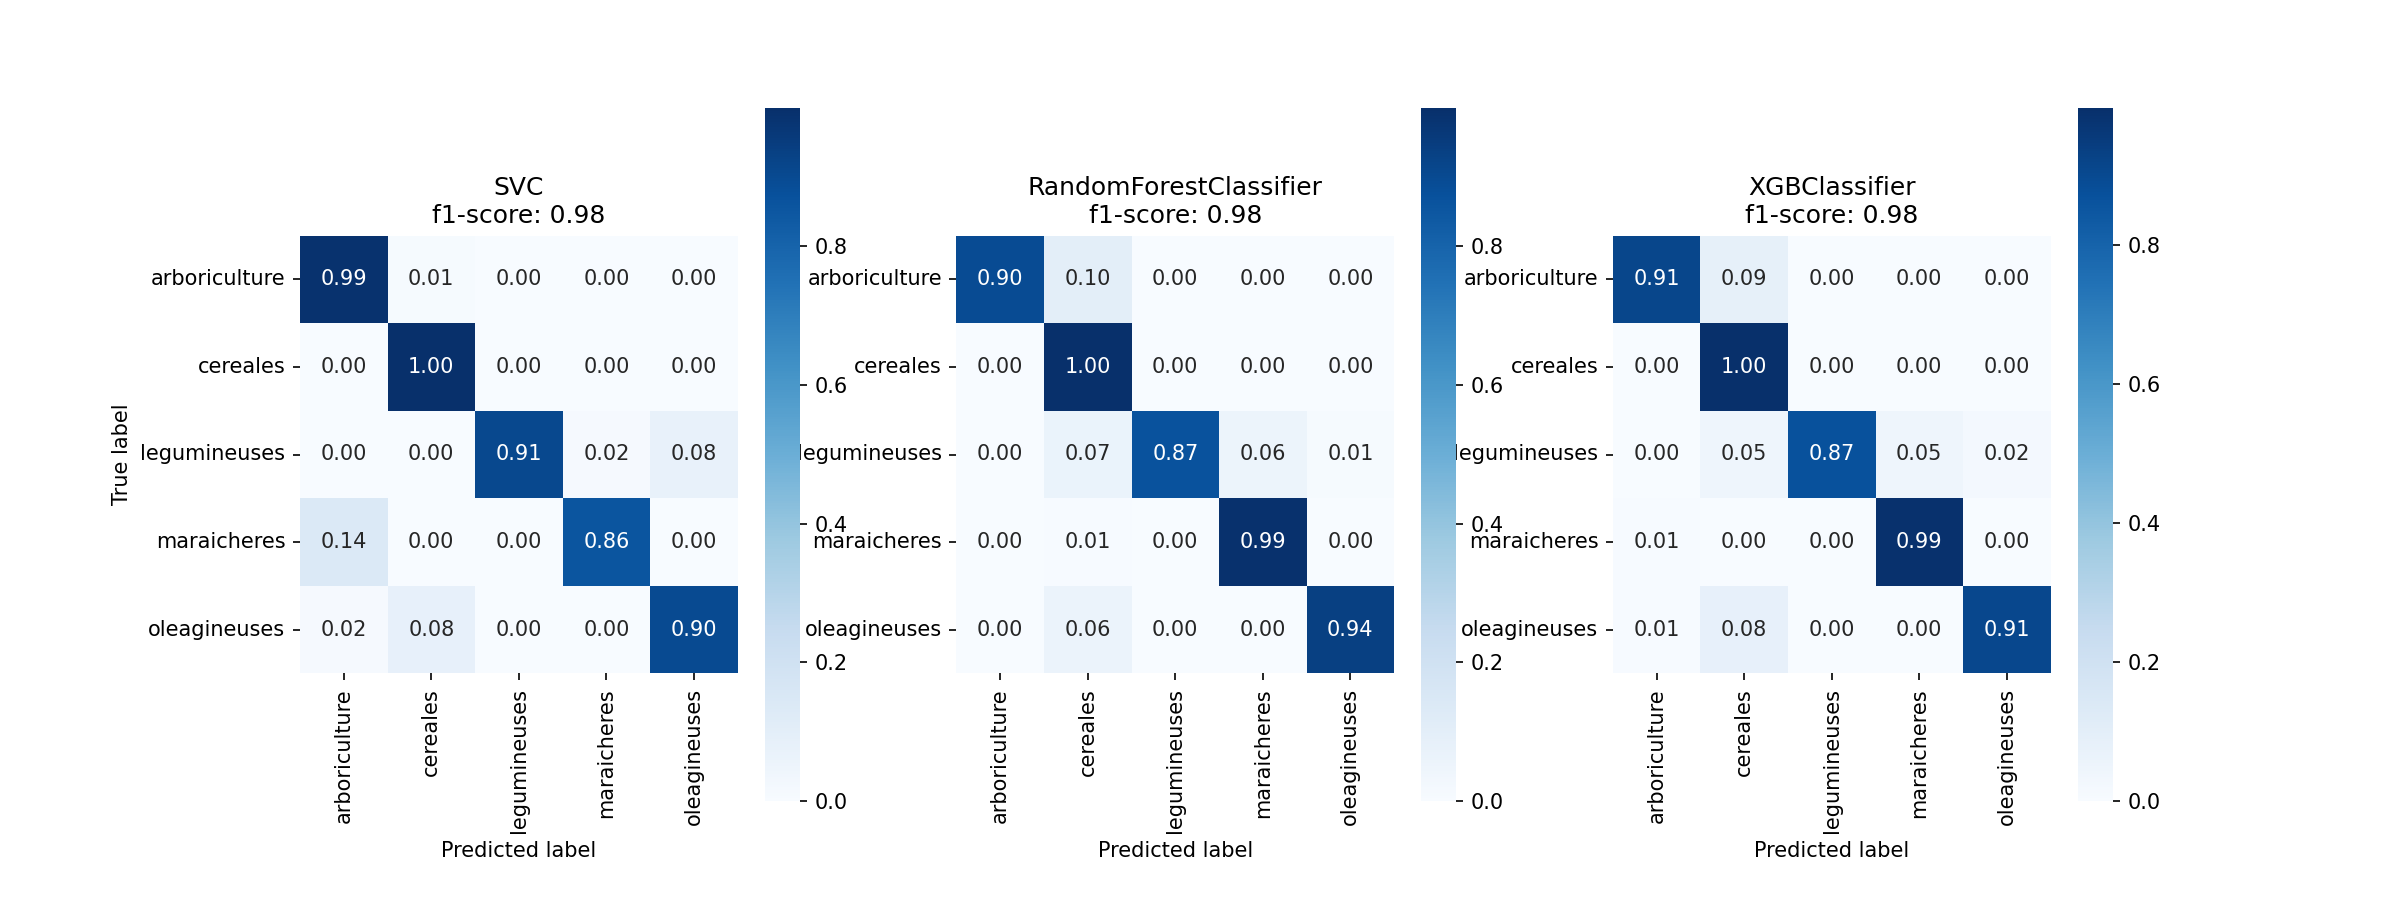 SVC
f1-score: 0.98
True label
arboriculture 0.99 0.01 0.00 0.00 0.00
cereales 0.00 1.00 0.00 0.00 0.00
legumineuses 0.00 0.00 0.91 0.02 0.08
maraicheres 0.14 0.00 0.00 0.86 0.00
oleagineuses 0.02 0.08 0.00 0.00 0.90
arboriculture
cereales
legumineuses
maraicheres
oleagineuses
Predicted label
0.8
0.6
0.4
0.2
0.0
RandomForestClassifier
f1-score: 0.98
arboriculture 0.90 0.10 0.00 0.00 0.00
cereales 0.00 1.00 0.00 0.00 0.00
legumineuses 0.00 0.07 0.87 0.06 0.01
maraicheres 0.00 0.01 0.00 0.99 0.00
oleagineuses 0.00 0.06 0.00 0.00 0.94
arboriculture
cereales
legumineuses
maraicheres
oleagineuses
Predicted label
0.8
0.6
0.4
0.2
0.0
XGBClassifier
f1-score: 0.98
arboriculture 0.91 0.09 0.00 0.00 0.00
cereales 0.00 1.00 0.00 0.00 0.00
legumineuses 0.00 0.05 0.87 0.05 0.02
maraicheres 0.01 0.00 0.00 0.99 0.00
oleagineuses 0.01 0.08 0.00 0.00 0.91
arboriculture
cereales
legumineuses
maraicheres
oleagineuses
Predicted label
0.8
0.6
0.4
0.2
0.0